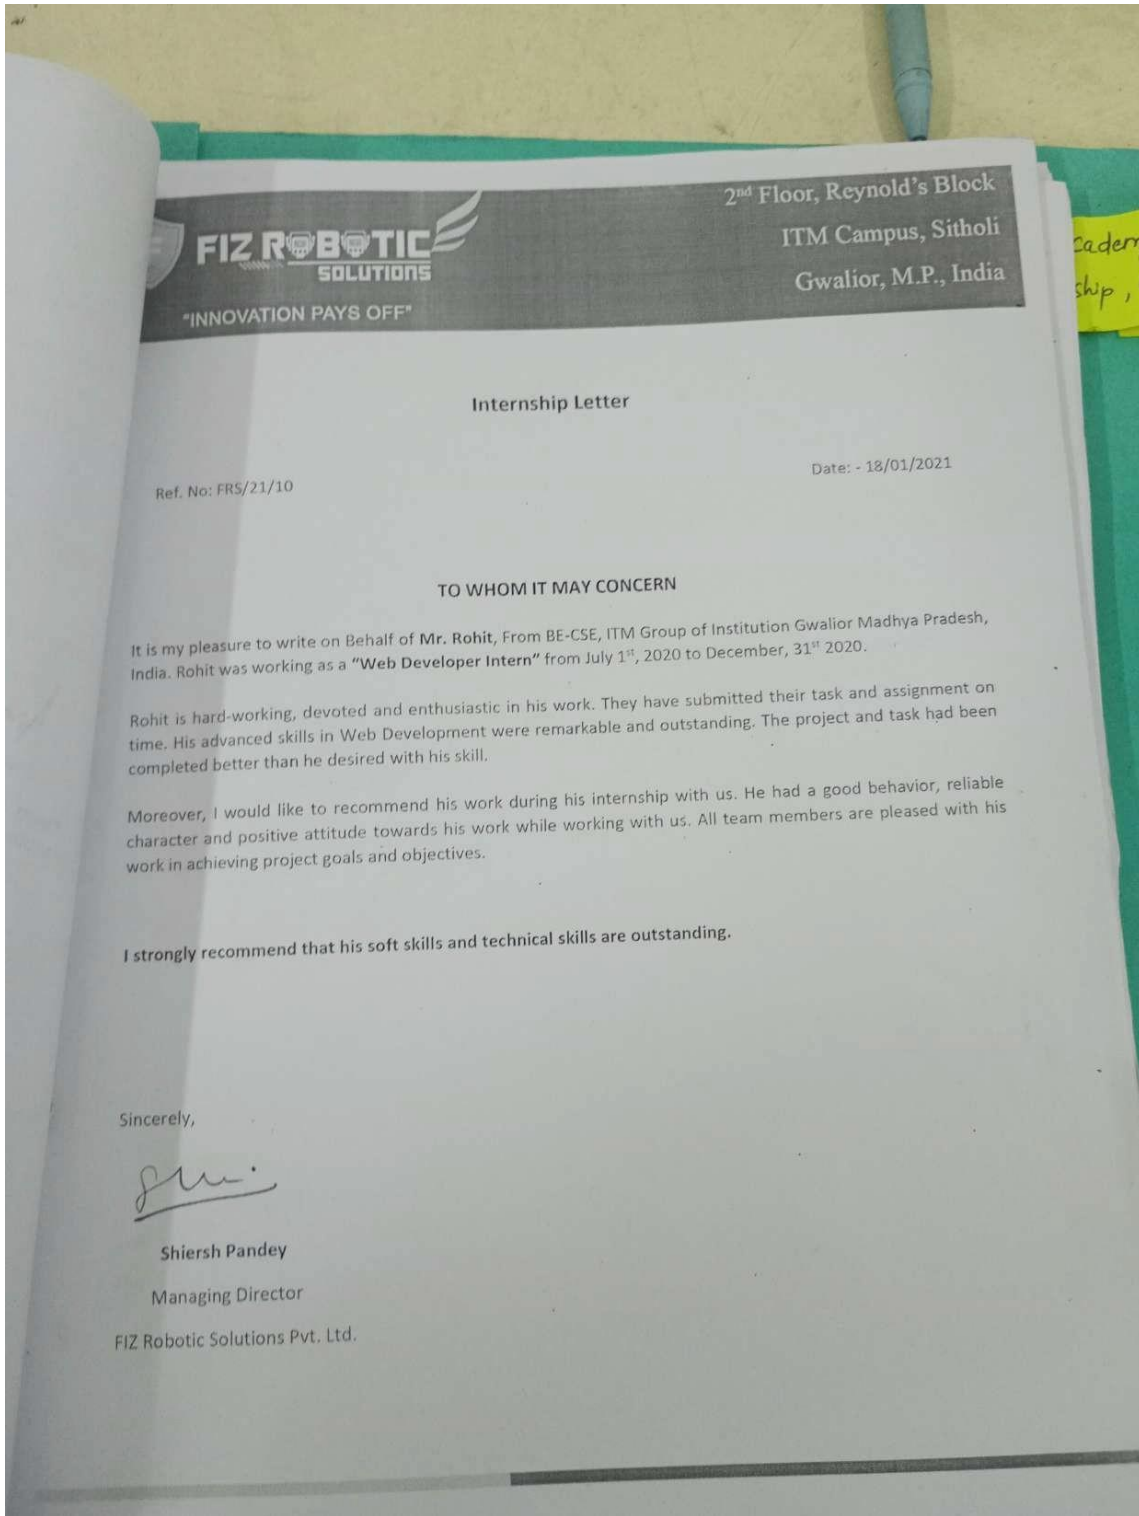 FIZ ROBOTIC
SOLUTIONS
"INNOVATION PAYS OFF"
2nd Floor, Reynold's Block
ITM Campus, Sitholi
Gwalior, M.P., India
ship,
Internship Letter
Ref. No: FRS/21/10
Date: - 18/01/2021
TO WHOM IT MAY CONCERN
It is my pleasure to write on Behalf of Mr. Rohit, From BE-CSE, ITM Group of Institution Gwalior Madhya Pradesh,
India. Rohit was working as a "Web Developer Intern" from July 1st, 2020 to December, 31st 2020.
Rohit is hard-working, devoted and enthusiastic in his work. They have submitted their task and assignment on
time. His advanced skills in Web Development were remarkable and outstanding. The project and task had been
completed better than he desired with his skill.
Moreover, I would like to recommend his work during his internship with us. He had a good behavior, reliable
character and positive attitude towards his work while working with us. All team members are pleased with his
work in achieving project goals and objectives.
I strongly recommend that his soft skills and technical skills are outstanding.
Sincerely,
Shiersh Pandey
Managing Director
FIZ Robotic Solutions Pvt. Ltd.